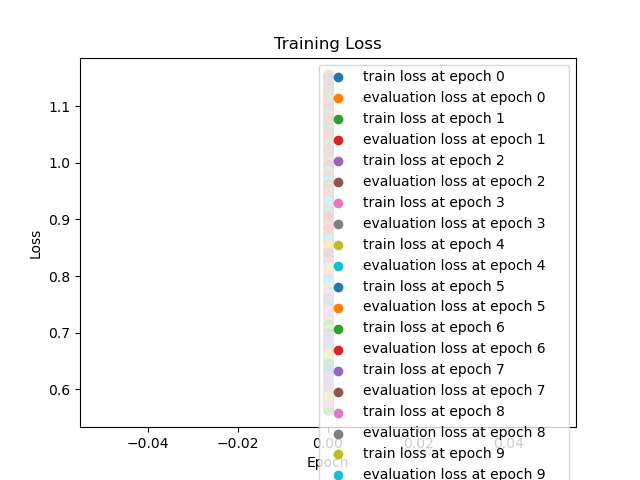 Training Loss
1.1
1.0
0.9
0.8
0.7
0.6
Loss
train loss at epoch 0
evaluation loss at epoch 0
train loss at epoch 1
evaluation loss at epoch 1
train loss at epoch 2
evaluation loss at epoch 2
train loss at epoch 3
evaluation loss at epoch 3
train loss at epoch 4
evaluation loss at epoch 4
train loss at epoch 5
evaluation loss at epoch 5
train loss at epoch 6
evaluation loss at epoch 6
train loss at epoch 7
evaluation loss at epoch 7
train loss at epoch 8
evaluation loss at epoch 8
train loss at epoch 9
evaluation loss at epoch 9
−0.04 −0.02 0.00 0.02 0.04
Epoch